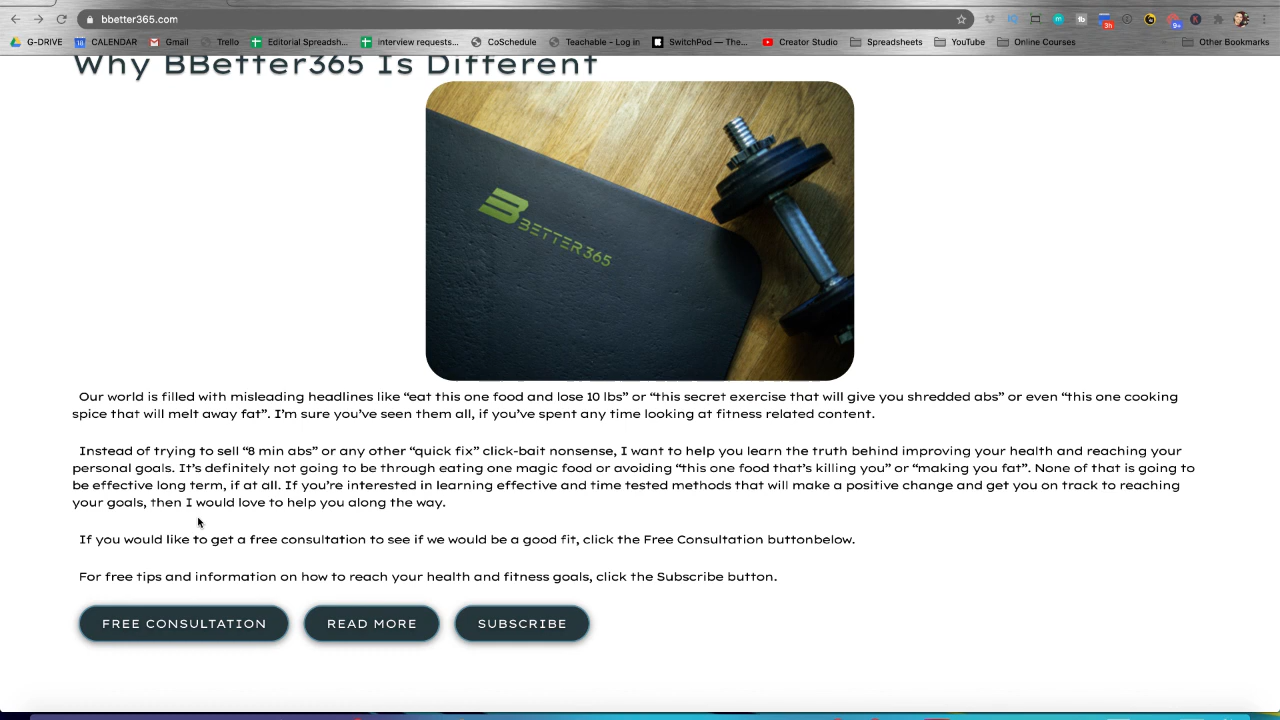 bbetter365.com
3h
9+
G-DRIVE CALENDAR Gmail Trello Editorial Spreadsh... interview requests... CoSchedule Teachable – Log in SwitchPod — The... Creator Studio Spreadsheets YouTube Online Courses » Other Bookmarks
Why BBetter365 Is Different
BETTER365
Our world is filled with misleading headlines like “eat this one food and lose 10 lbs” or “this secret exercise that will give you shredded abs” or even “this one cooking
spice that will melt away fat”. I’m sure you’ve seen them all, if you’ve spent any time looking at fitness related content.
Instead of trying to sell “8 min abs” or any other “quick fix” click-bait nonsense, I want to help you learn the truth behind improving your health and reaching your
personal goals. It’s definitely not going to be through eating one magic food or avoiding “this one food that’s killing you” or “making you fat”. None of that is going to
be effective long term, if at all. If you’re interested in learning effective and time tested methods that will make a positive change and get you on track to reaching
your goals, then I would love to help you along the way.
If you would like to get a free consultation to see if we would be a good fit, click the Free Consultation buttonbelow.
For free tips and information on how to reach your health and fitness goals, click the Subscribe button.
FREE CONSULTATION READ MORE SUBSCRIBE